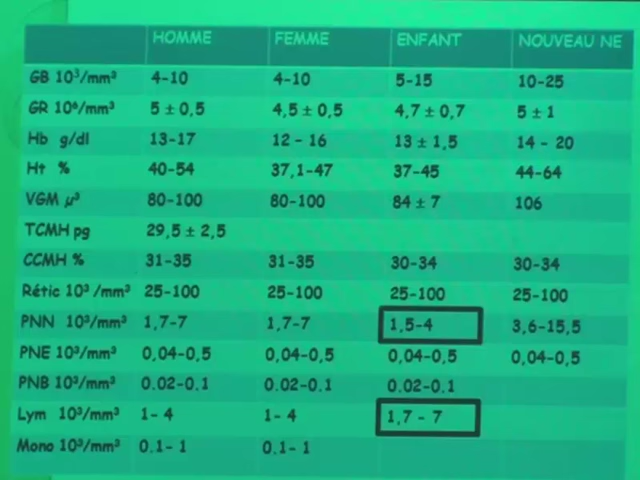 HOMME FEMME ENFANT NOUVEAU NE
GB 10³/mm³ 4-10 4-10 5-15 10-25
GR 10⁶/mm³ 5 ± 0,5 4,5 ± 0,5 4,7 ± 0,7 5 ± 1
Hb g/dl 13-17 12 - 16 13 ± 1,5 14 - 20
Ht % 40-54 37,1-47 37-45 44-64
VGM µ³ 80-100 80-100 84 ± 7 106
TCMH pg 29,5 ± 2,5
CCMH % 31-35 31-35 30-34 30-34
Rétic 10³ /mm³ 25-100 25-100 25-100 25-100
PNN 10³/mm³ 1,7-7 1,7-7 1,5-4 3,6-15,5
PNE 10³/mm³ 0,04-0,5 0,04-0,5 0,04-0,5 0,04-0,5
PNB 10³/mm³ 0.02-0.1 0.02-0.1 0.02-0.1
Lym 10³/mm³ 1- 4 1- 4 1,7 - 7
Mono 10³/mm³ 0.1- 1 0.1- 1